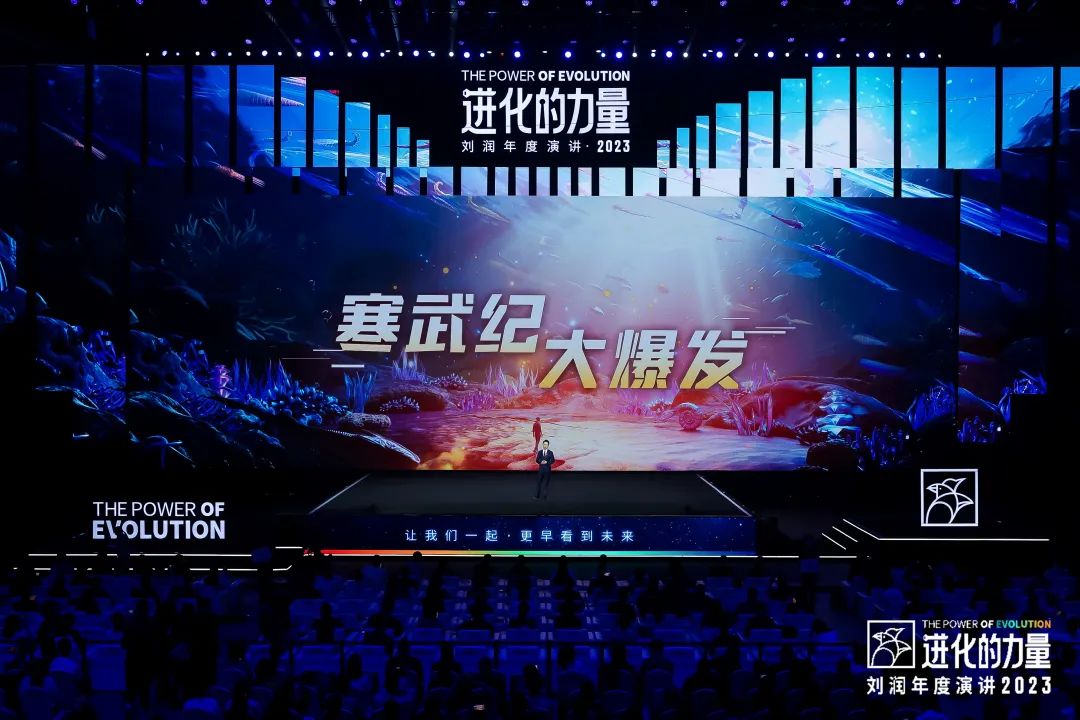 THE POWER OF EVOLUTION
进化的力量
刘润年度演讲·2023
寒武纪
大爆发
THE POWER OF
EVOLUTION
让我们一起·更早看到未来
THE POWER OF EVOLUTION
进化的力量
刘润年度演讲2023